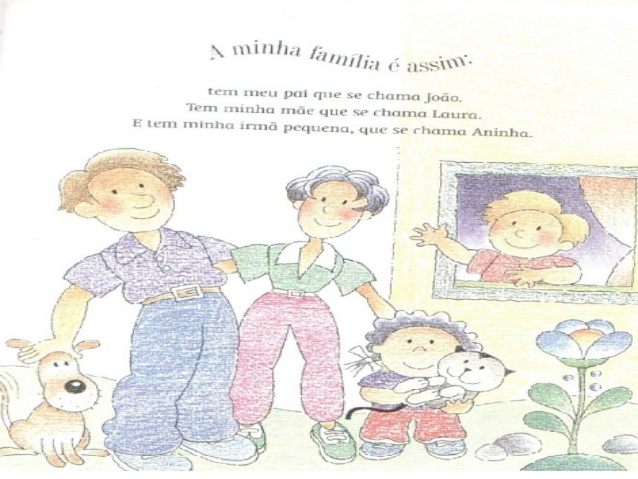 A minha família é assim:
tem meu pai que se chama João.
Tem minha mãe que se chama Laura.
E tem minha irmã pequena, que se chama Aninha.